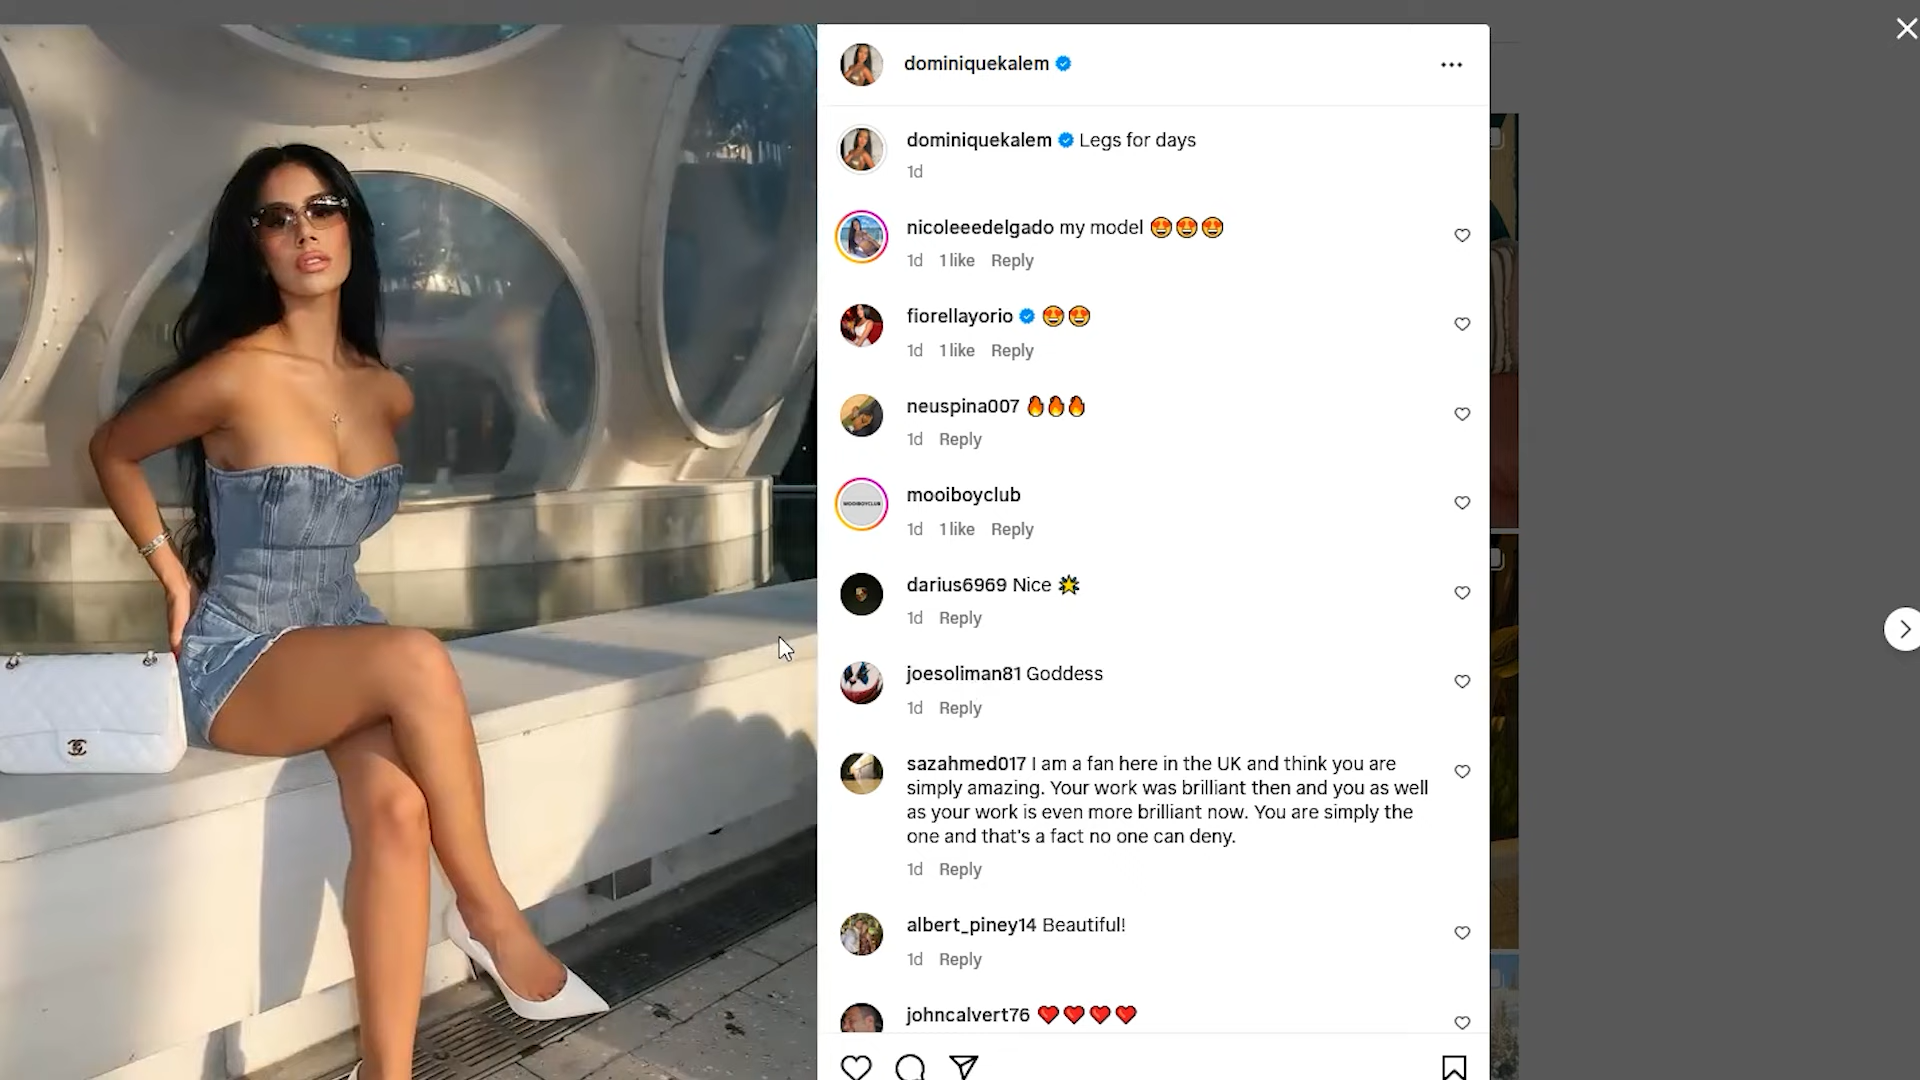 dominiquekalem
dominiquekalem Legs for days
1d
nicoleeedelgado my model 😍😍😍
1d 1 like Reply
fiorellayorio 😍😍
1d 1 like Reply
neuspina007 🔥🔥🔥
1d Reply
MOOIBOYCLUB
mooiboyclub
1d 1 like Reply
darius6969 Nice 🌟
1d Reply
joesoliman81 Goddess
1d Reply
sazahmed017 I am a fan here in the UK and think you are
simply amazing. Your work was brilliant then and you as well
as your work is even more brilliant now. You are simply the
one and that's a fact no one can deny.
1d Reply
albert_piney14 Beautiful!
1d Reply
johncalvert76 ❤️❤️❤️❤️